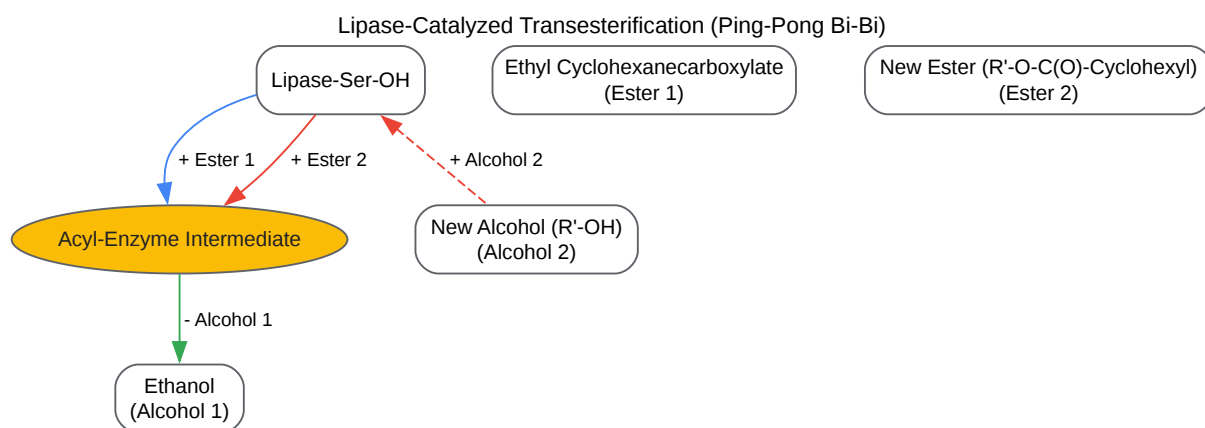 Lipase-Catalyzed Transesterification (Ping-Pong Bi-Bi)
Lipase-Ser-OH
Ethyl Cyclohexanecarboxylate
(Ester 1)
New Ester (R'-O-C(O)-Cyclohexyl)
(Ester 2)
+ Ester 1
+ Ester 2
+ Alcohol 2
Acyl-Enzyme Intermediate
New Alcohol (R'-OH)
(Alcohol 2)
- Alcohol 1
Ethanol
(Alcohol 1)